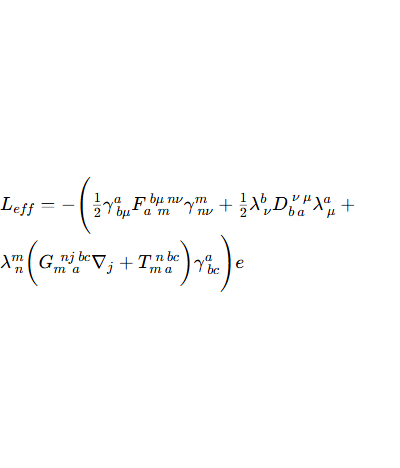 $L_{eff} = -\Bigg( \frac{1}{2} \gamma^{a}_{\ b\mu} F_{a\ \ m}^{\ b\mu\ n\nu} \gamma^{m}_{\ n\nu} + \frac{1}{2} \lambda^{b}_{\ \nu} D_{b\ a}^{\ \nu\ \mu} \lambda^{a}_{\ \mu} +$
$\lambda^{m}_{\ n} \Big( G_{m\ \ a}^{\ nj\ bc} \nabla_{j} + T_{m\ a}^{\ n\ bc} \Big) \gamma^{a}_{\ bc} \Bigg) e$